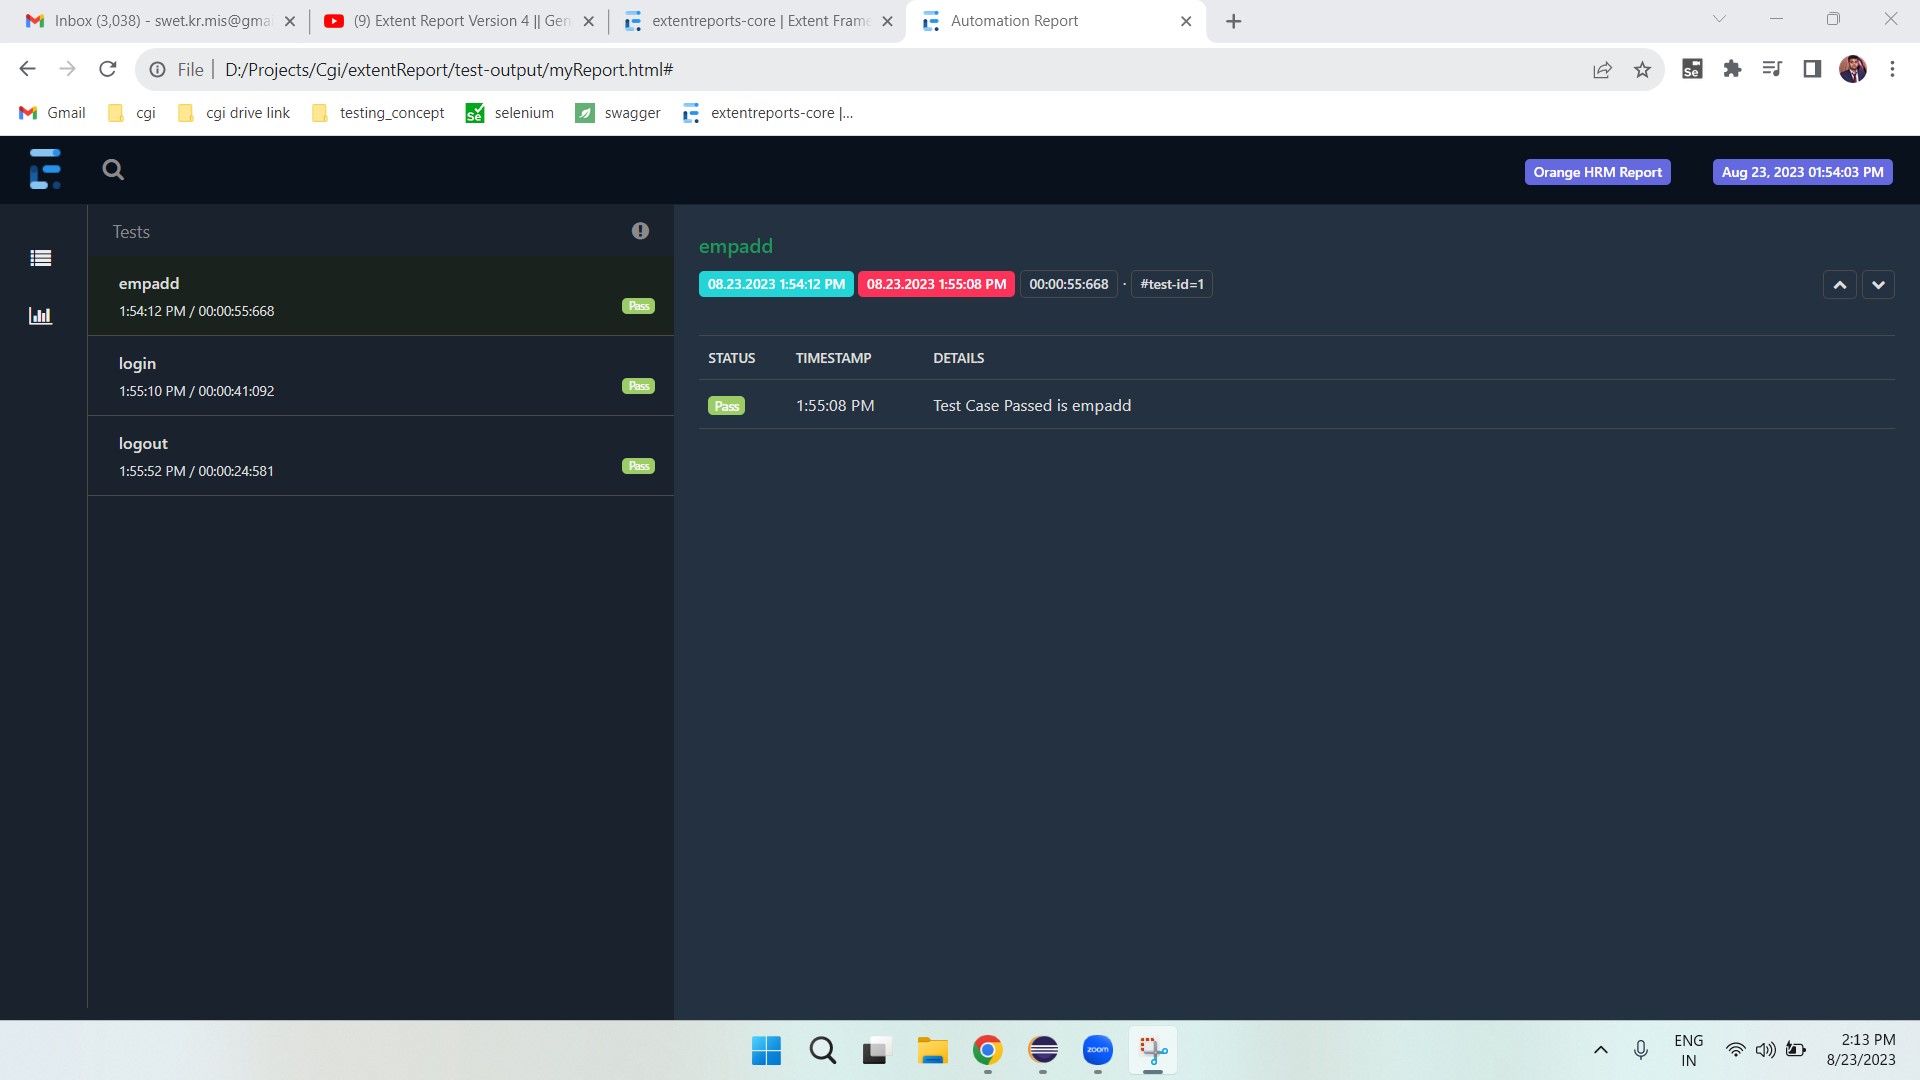 Inbox (3,038) - swet.kr.mis@gmai
(9) Extent Report Version 4 || Gen
extentreports-core | Extent Frame
Automation Report
File
D:/Projects/Cgi/extentReport/test-output/myReport.html#
Se
Gmail
cgi
cgi drive link
testing_concept
Se
selenium
swagger
extentreports-core |...
Orange HRM Report
Aug 23, 2023 01:54:03 PM
Tests
empadd
1:54:12 PM / 00:00:55:668
Pass
login
1:55:10 PM / 00:00:41:092
Pass
logout
1:55:52 PM / 00:00:24:581
Pass
empadd
08.23.2023 1:54:12 PM
08.23.2023 1:55:08 PM
00:00:55:668
· #test-id=1
STATUS TIMESTAMP DETAILS
Pass 1:55:08 PM Test Case Passed is empadd
zoom
ENG
IN
2:13 PM
8/23/2023